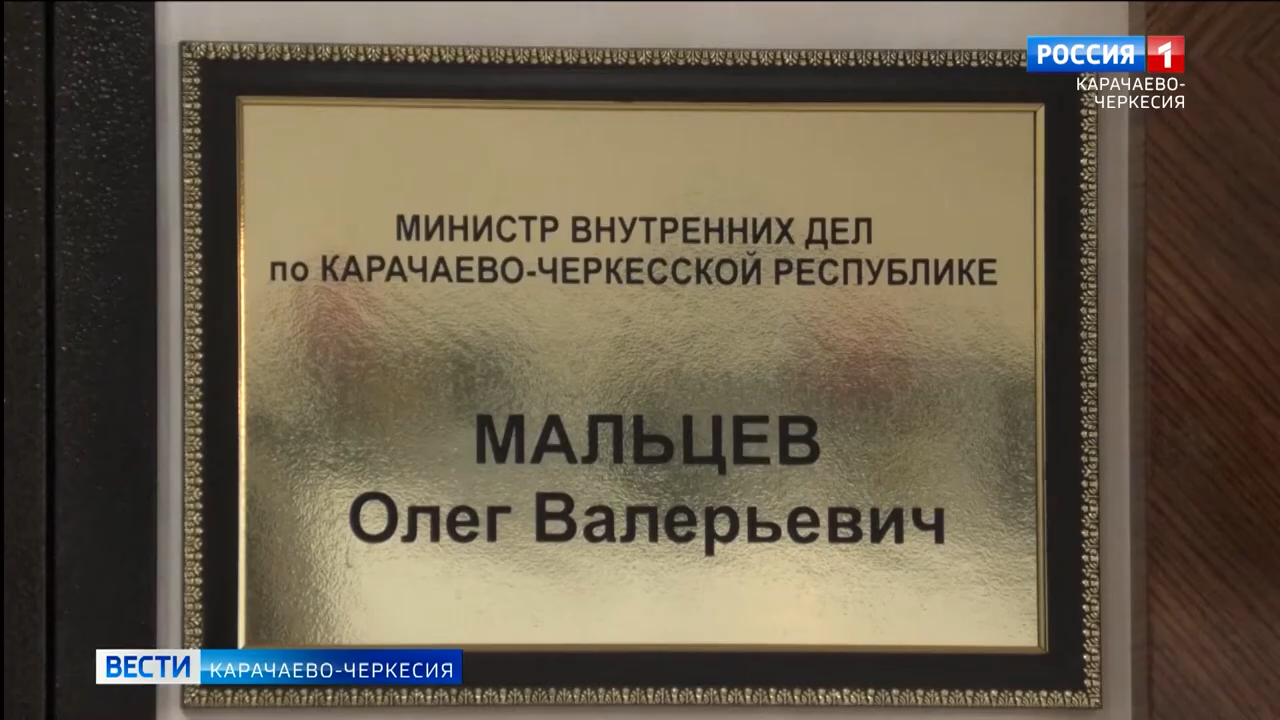 РОССИЯ 1
КАРАЧАЕВО-
ЧЕРКЕСИЯ
МИНИСТР ВНУТРЕННИХ ДЕЛ
по КАРАЧАЕВО-ЧЕРКЕССКОЙ РЕСПУБЛИКЕ
МАЛЬЦЕВ
Олег Валерьевич
ВЕСТИ КАРАЧАЕВО-ЧЕРКЕСИЯ